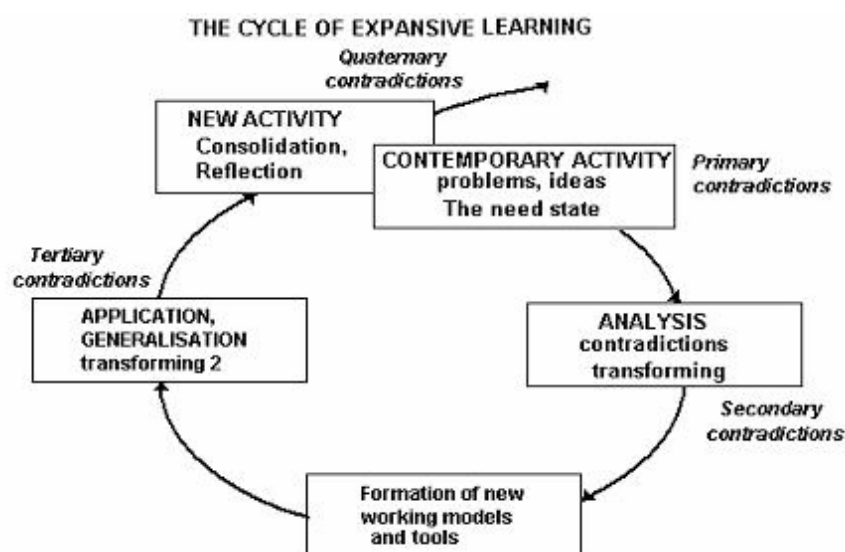 THE CYCLE OF EXPANSIVE LEARNING
Quaternary
contradictions
NEW ACTIVITY
Consolidation,
Reflection
CONTEMPORARY ACTIVITY
problems, ideas
The need state
Primary
contradictions
Tertiary
contradictions
APPLICATION,
GENERALISATION
transforming 2
ANALYSIS
contradictions
transforming
Secondary
contradictions
Formation of new
working models
and tools